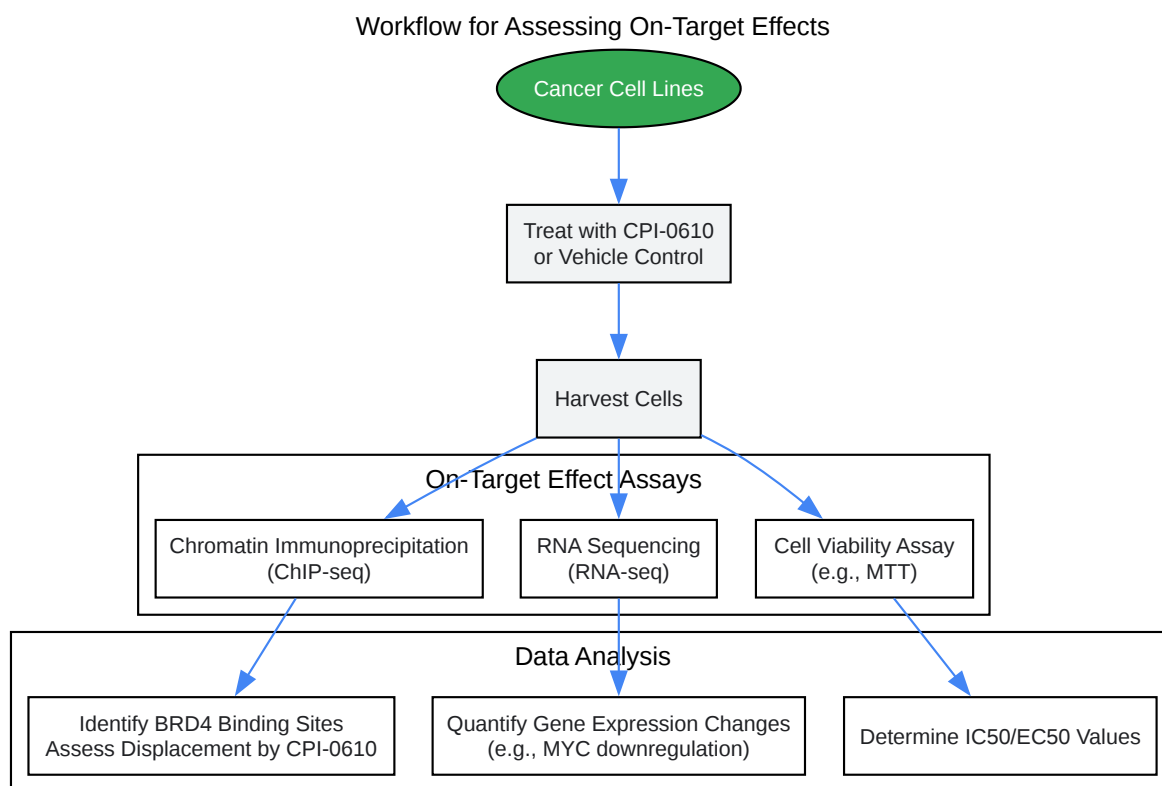 Workflow for Assessing On-Target Effects
Cancer Cell Lines
Treat with CPI-0610
or Vehicle Control
Harvest Cells
On-Target Effect Assays
Chromatin Immunoprecipitation
(ChIP-seq)
RNA Sequencing
(RNA-seq)
Cell Viability Assay
(e.g., MTT)
Data Analysis
Identify BRD4 Binding Sites
Assess Displacement by CPI-0610
Quantify Gene Expression Changes
(e.g., MYC downregulation)
Determine IC50/EC50 Values